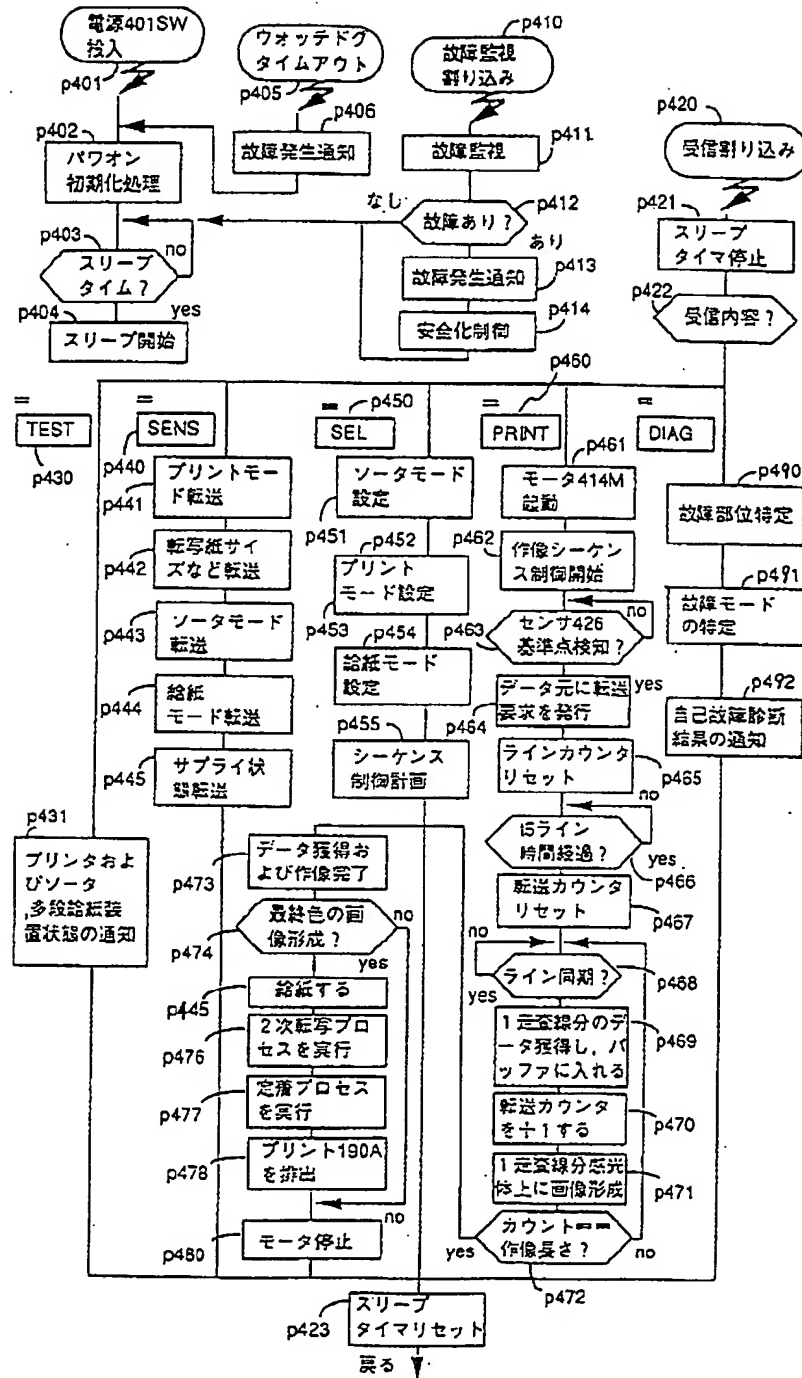 電源401SW
投入
p401
ウォッチドグ
タイムアウト
p405
p406
故障発生通知
p410
故障監視
割り込み
p411
故障監視
なし
p412
故障あり？
あり
p413
故障発生通知
p414
安全化制御
p402
パワオン
初期化処理
p403
no
スリープ
タイム？
p404
yes
スリープ開始
p420
受信割り込み
p421
スリープ
タイマ停止
p422
受信内容？
=
TEST
p430
=
SENS
p440
=
p450
SEL
p460
=
PRINT
=
DIAG
p441
プリントモー
ド転送
p442
転写紙サイ
ズなど転送
p443
ソータモード
転送
p444
給紙
モード転送
p445
サプライ状
態転送
ソータモード
設定
p451
p452
プリント
モード設定
p453
p454
給紙モード
設定
p455
シーケンス
制御計画
p461
モータ414M
起動
p462
作像シーケン
ス制御開始
no
p463
センサ426
基準点検知？
yes
データ元に転送
要求を発行
p464
ラインカウンタ
リセット
p465
no
15ライン
時間経過？
yes
p466
転送カウンタ
リセット
p467
no
ライン同期？
p468
yes
1走査線分のデ
ータ獲得し，バ
ッファに入れる
p469
転送カウンタ
を+1する
p470
1走査線分感光
体上に画像形成
p471
カウント==
作像長さ？
yes
no
p472
p490
故障部位特定
p491
故障モード
の特定
p492
自己故障診断
結果の通知
p431
プリンタおよ
びソータ
,多段給紙装
置状態の通知
p473
データ獲得お
よび作像完了
p474
最終色の画
像形成？
no
yes
p445
給紙する
p476
2次転写プロ
セスを実行
p477
定着プロセス
を実行
p478
プリント190A
を排出
no
p480
モータ停止
p423
スリープ
タイマリセット
戻る